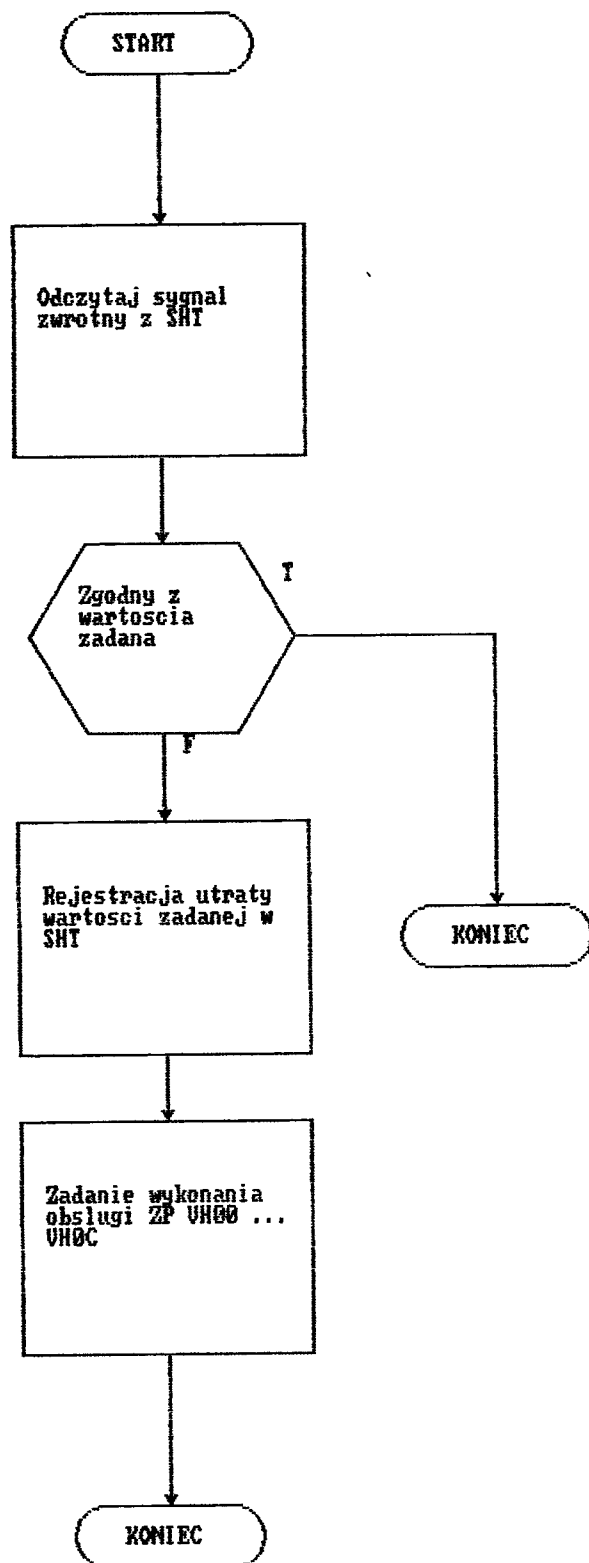 START
Odczytaj sygnal
zwrotny z SHT
Zgodny z
wartoscia
zadana
T
F
Rejestracja utraty
wartosci zadanej w
SHT
KONIEC
Zadanie wykonania
obslugi ZP VH00 ...
VH0C
KONIEC